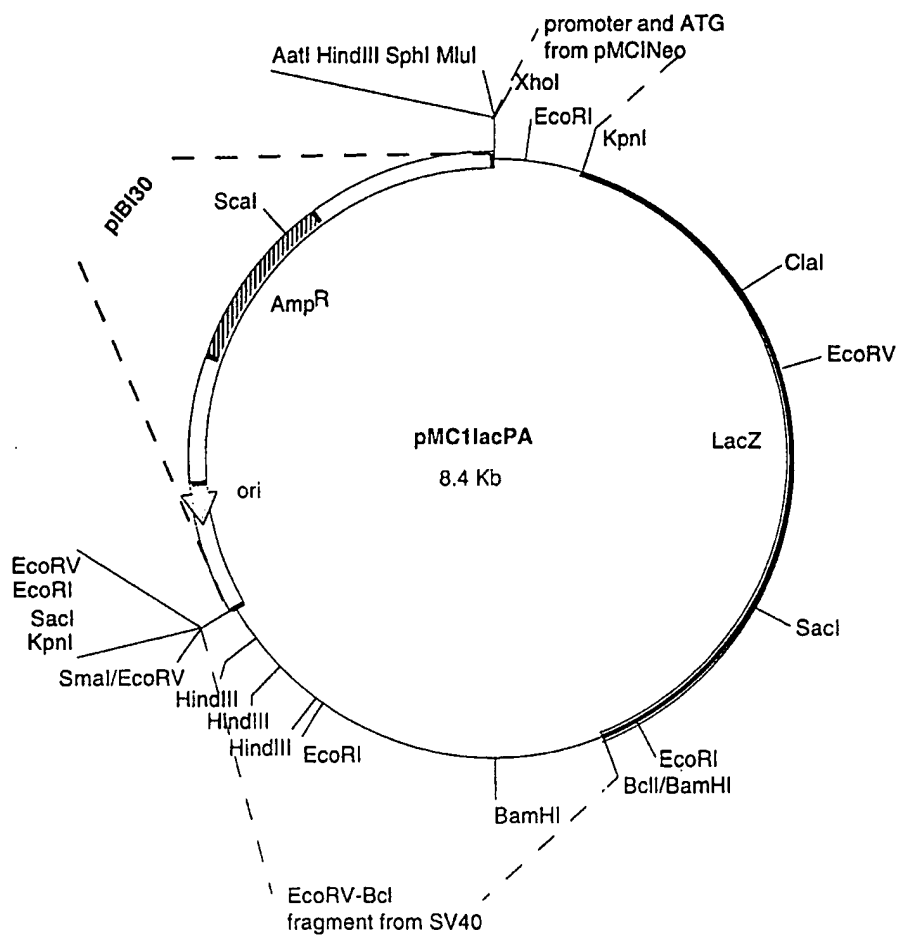 promoter and ATG
from pMCINeo
AatI HindIII SphI MluI
XhoI
EcoRI
KpnI
pIBI30
ScaI
AmpR
ClaI
EcoRV
pMC1lacPA
8.4 Kb
LacZ
ori
EcoRV
EcoRI
SacI
KpnI
SmaI/EcoRV
HindIII
HindIII
HindIII
EcoRI
SacI
EcoRI
BclI/BamHI
BamHI
EcoRV-Bcl
fragment from SV40